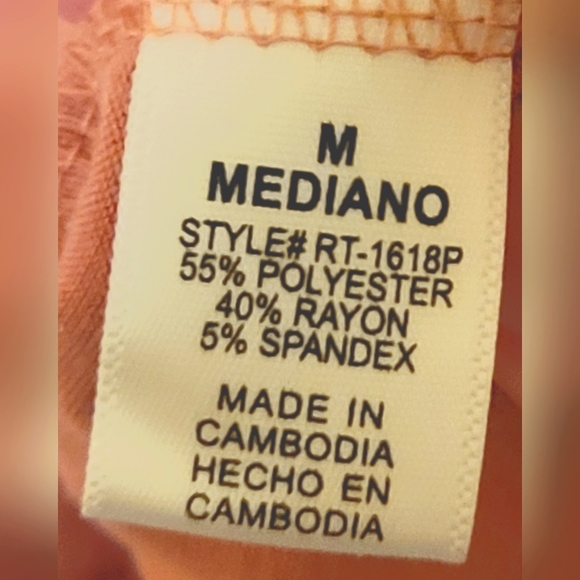 M
MEDIANO
STYLE# RT-1618P
55% POLYESTER
40% RAYON
5% SPANDEX
MADE IN
CAMBODIA
HECHO EN
CAMBODIA